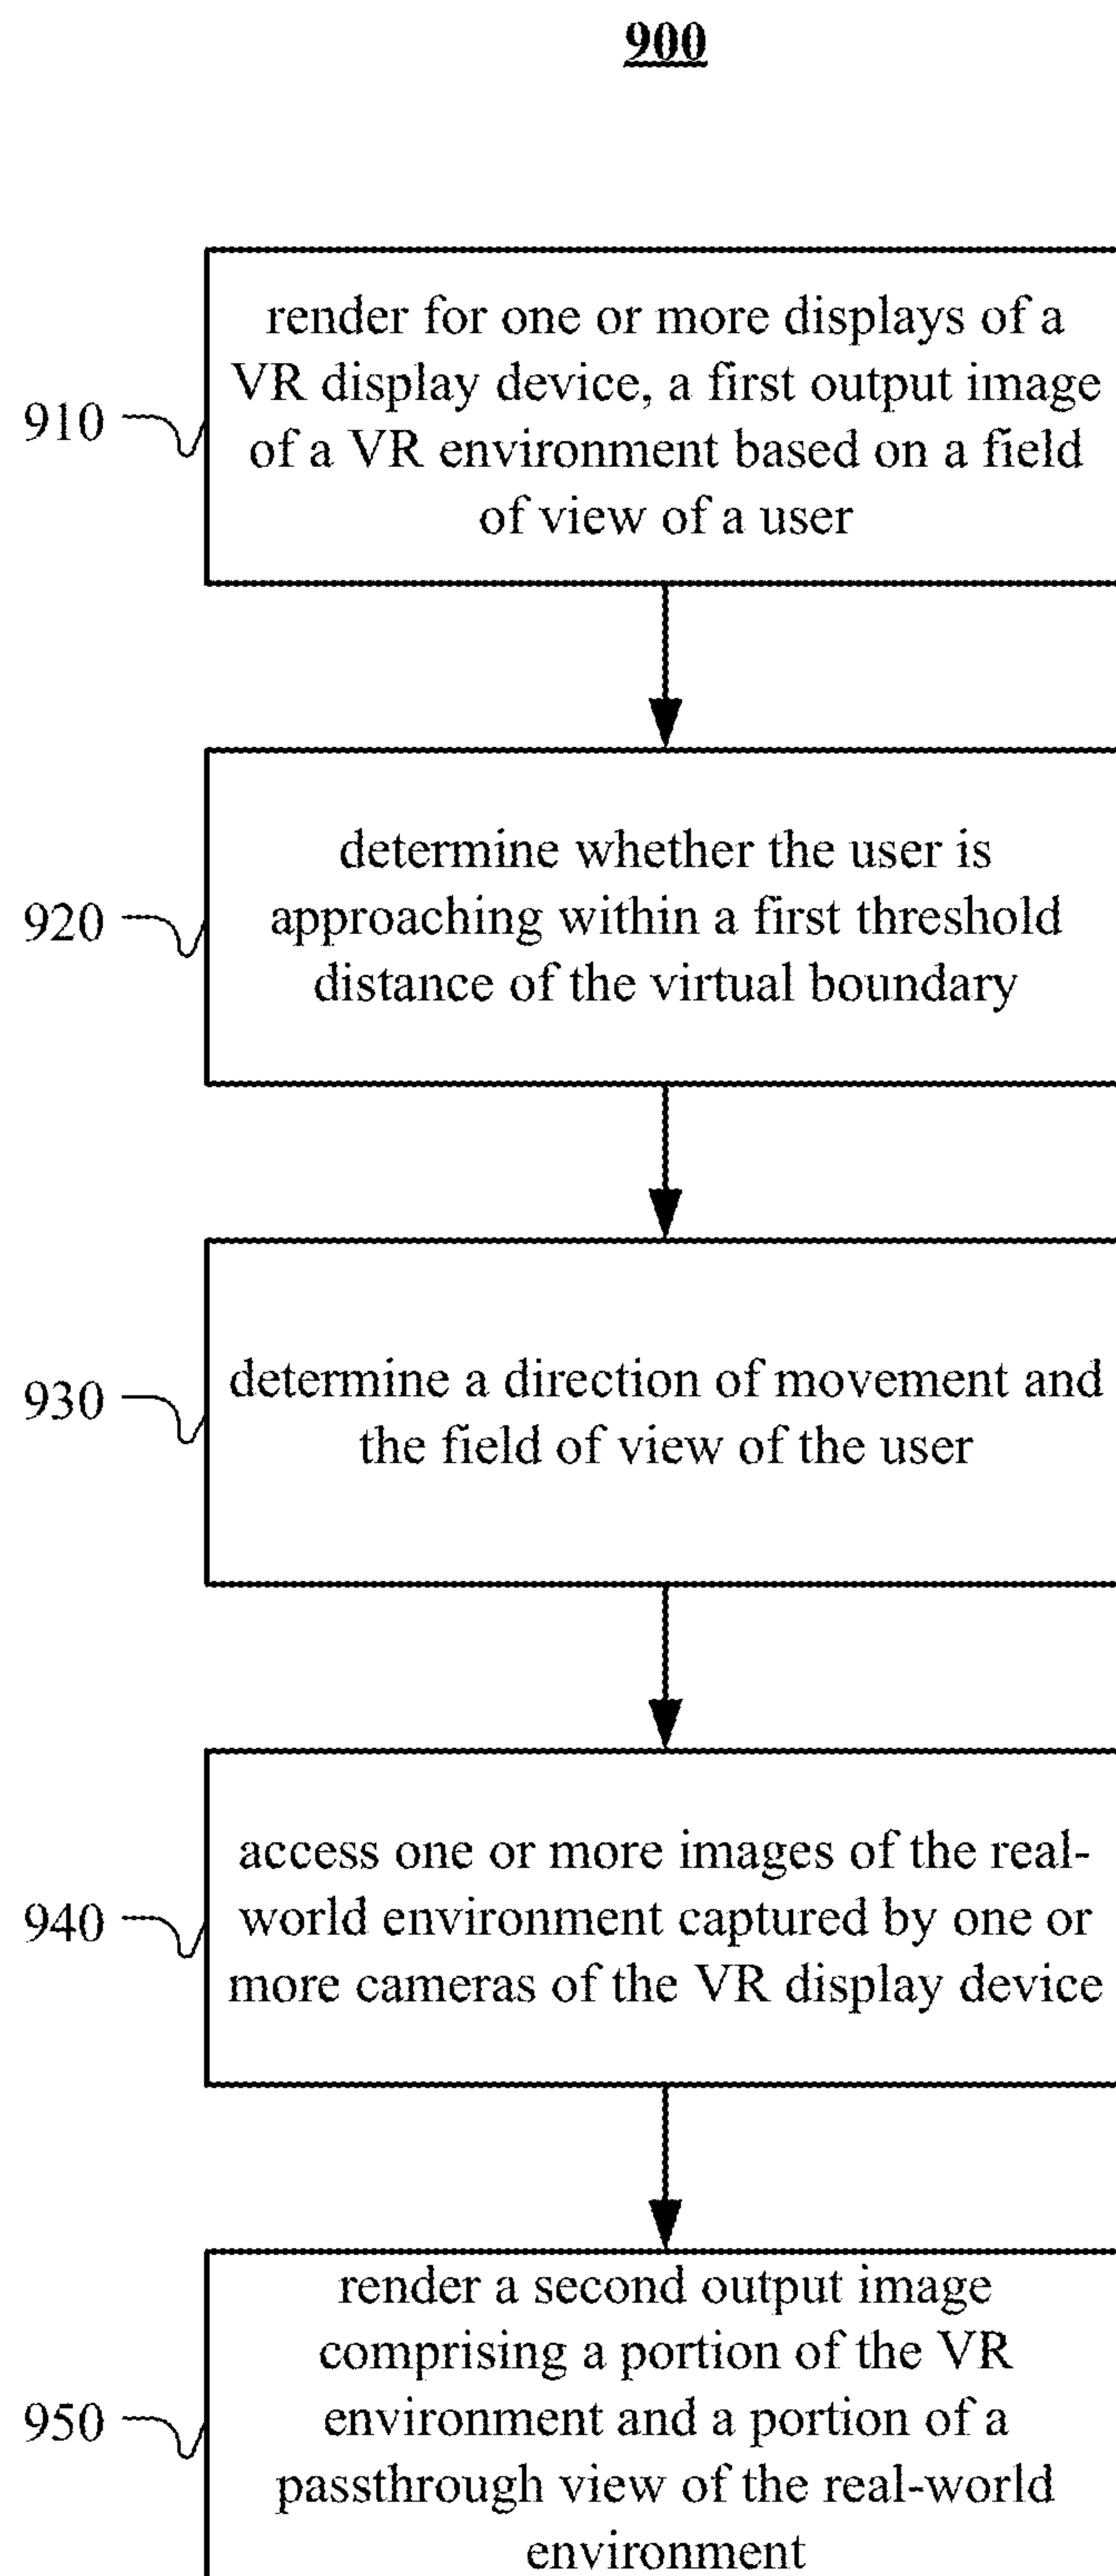 900
910
render for one or more displays of a
VR display device, a first output image
of a VR environment based on a field
of view of a user
920
determine whether the user is
approaching within a first threshold
distance of the virtual boundary
930
determine a direction of movement and
the field of view of the user
940
access one or more images of the real-
world environment captured by one or
more cameras of the VR display device
950
render a second output image
comprising a portion of the VR
environment and a portion of a
passthrough view of the real-world
environment